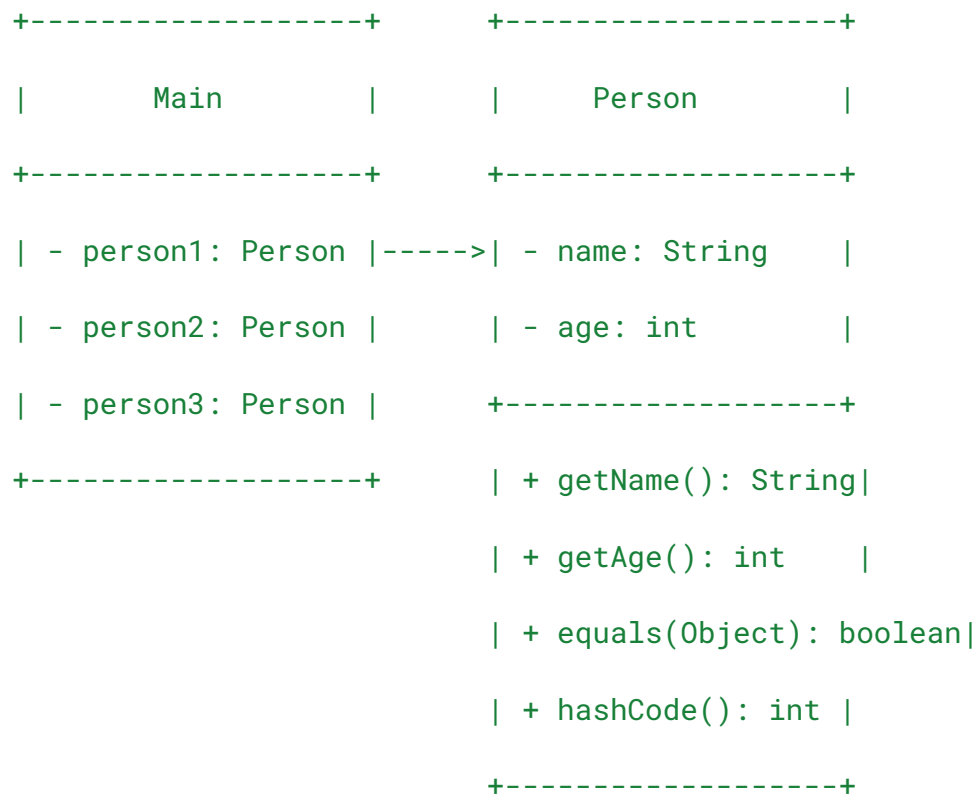 +-------------------+      +-------------------+
|       Main        |      |     Person        |
+-------------------+      +-------------------+
| - person1: Person |----->| - name: String    |
| - person2: Person |      | - age: int        |
| - person3: Person |      +-------------------+
+-------------------+      | + getName(): String|
                           | + getAge(): int    |
                           | + equals(Object): boolean|
                           | + hashCode(): int |
                           +-------------------+